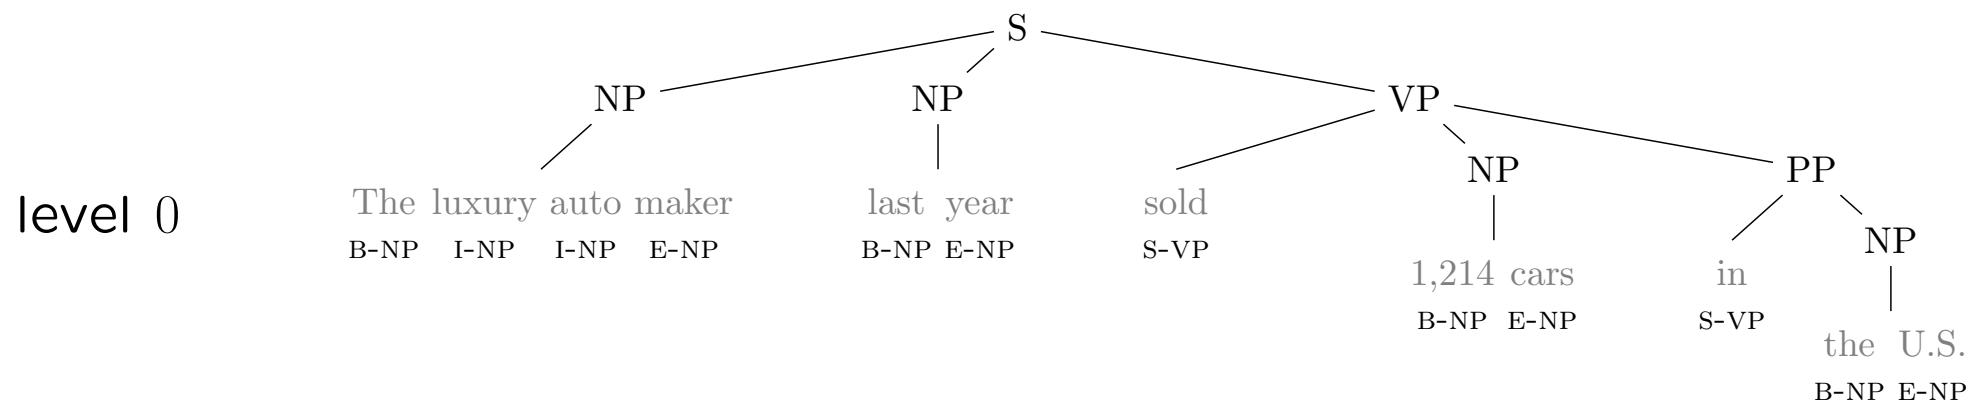 S
NP NP VP
NP PP
level 0 The luxury auto maker last year sold
NP
B-NP I-NP I-NP E-NP B-NP E-NP S-VP
1,214 cars in
B-NP E-NP S-VP
the U.S.
B-NP E-NP